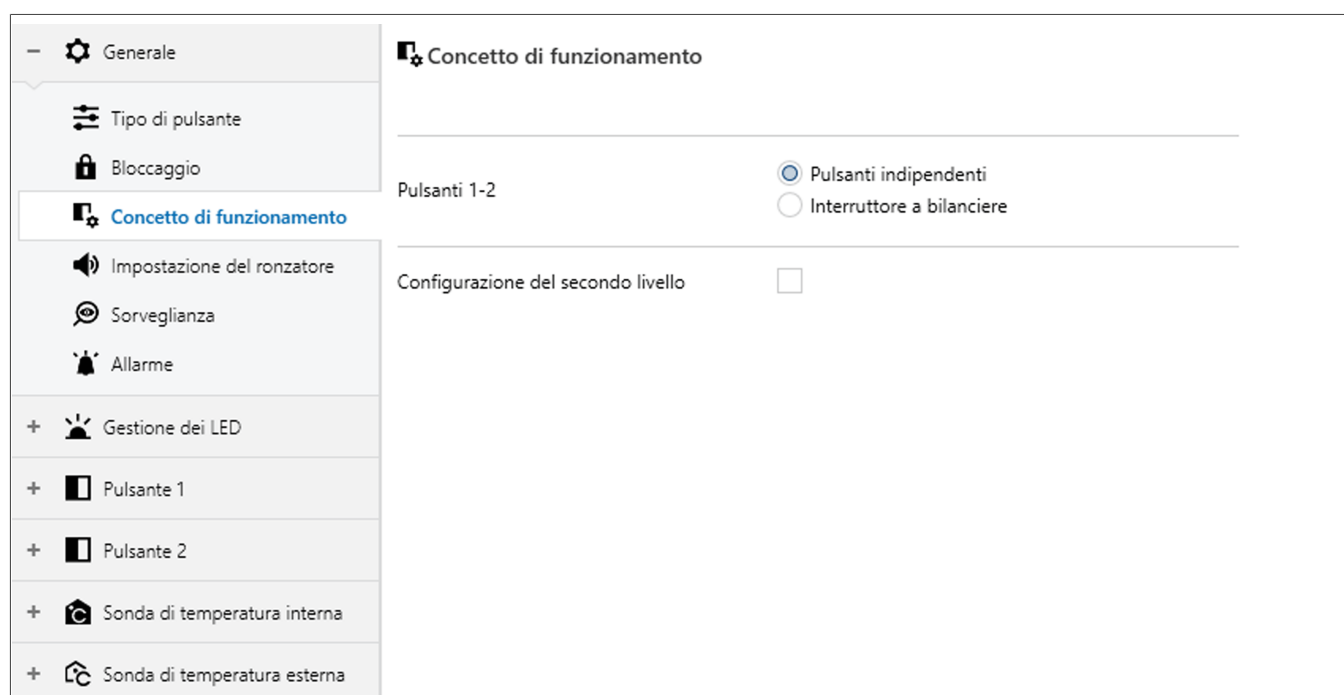 Generale
Tipo di pulsante
Bloccaggio
Concetto di funzionamento
Impostazione del ronzatore
Sorveglianza
Allarme
Gestione dei LED
Pulsante 1
Pulsante 2
Sonda di temperatura interna
Sonda di temperatura esterna
Concetto di funzionamento
Pulsanti 1-2
Pulsanti indipendenti
Interruttore a bilanciere
Configurazione del secondo livello